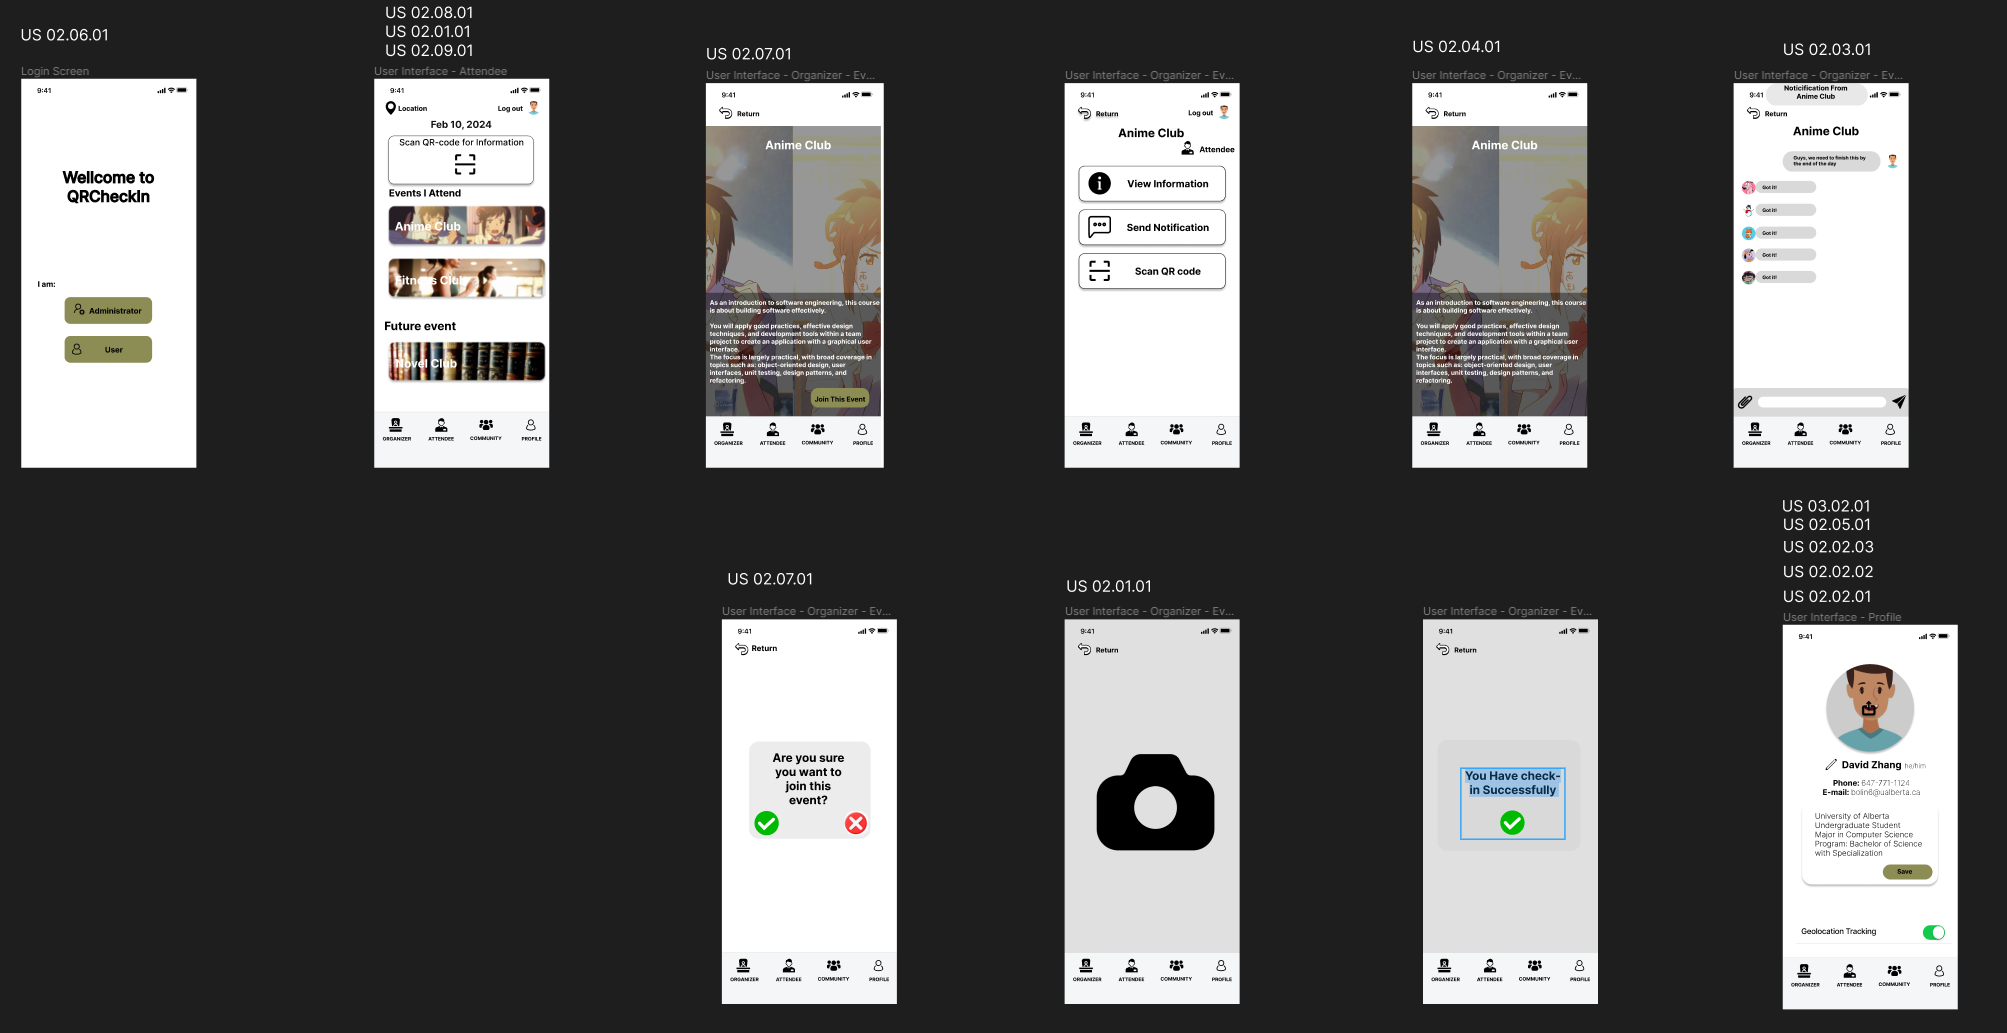 US 02.06.01
Login Screen
9:41
Wellcome to
QRCheckIn
I am:
Administrator
User
US 02.08.01
US 02.01.01
US 02.09.01
User Interface - Attendee
9:41
Location
Log out
Feb 10, 2024
Scan QR-code for Information
Events I Attend
Anime Club
Fitness Club
Future event
Novel Club
ORGANIZER
ATTENDEE
COMMUNITY
PROFILE
US 02.07.01
User Interface - Organizer - Ev...
9:41
Return
Anime Club
As an introduction to software engineering, this course
is about building software effectively.
You will apply good practices, effective design
techniques, and development tools within a team
project to create an application with a graphical user
interface.
The focus is largely practical, with broad coverage in
topics such as: object-oriented design, user
interfaces, unit testing, design patterns, and
refactoring.
Join This Event
ORGANIZER
ATTENDEE
COMMUNITY
PROFILE
User Interface - Organizer - Ev...
9:41
Return
Log out
Anime Club
Attendee
View Information
Send Notification
Scan QR code
ORGANIZER
ATTENDEE
COMMUNITY
PROFILE
US 02.04.01
User Interface - Organizer - Ev...
9:41
Return
Anime Club
As an introduction to software engineering, this course
is about building software effectively.
You will apply good practices, effective design
techniques, and development tools within a team
project to create an application with a graphical user
interface.
The focus is largely practical, with broad coverage in
topics such as: object-oriented design, user
interfaces, unit testing, design patterns, and
refactoring.
ORGANIZER
ATTENDEE
COMMUNITY
PROFILE
US 02.03.01
User Interface - Organizer - Ev...
9:41
Noticification From
Anime Club
Return
Anime Club
Guys, we need to finish this by
the end of the day
Got it!
Got it!
Got it!
Got it!
Got it!
ORGANIZER
ATTENDEE
COMMUNITY
PROFILE
US 02.07.01
User Interface - Organizer - Ev...
9:41
Return
Are you sure
you want to
join this
event?
ORGANIZER
ATTENDEE
COMMUNITY
PROFILE
US 02.01.01
User Interface - Organizer - Ev...
9:41
Return
ORGANIZER
ATTENDEE
COMMUNITY
PROFILE
User Interface - Organizer - Ev...
9:41
Return
You Have check-
in Successfully
ORGANIZER
ATTENDEE
COMMUNITY
PROFILE
US 03.02.01
US 02.05.01
US 02.02.03
US 02.02.02
US 02.02.01
User Interface - Profile
9:41
David Zhang he/him
Phone: 647-771-1124
E-mail: bolin6@ualberta.ca
University of Alberta
Undergraduate Student
Major in Computer Science
Program: Bachelor of Science
with Specialization
Save
Geolocation Tracking
ORGANIZER
ATTENDEE
COMMUNITY
PROFILE